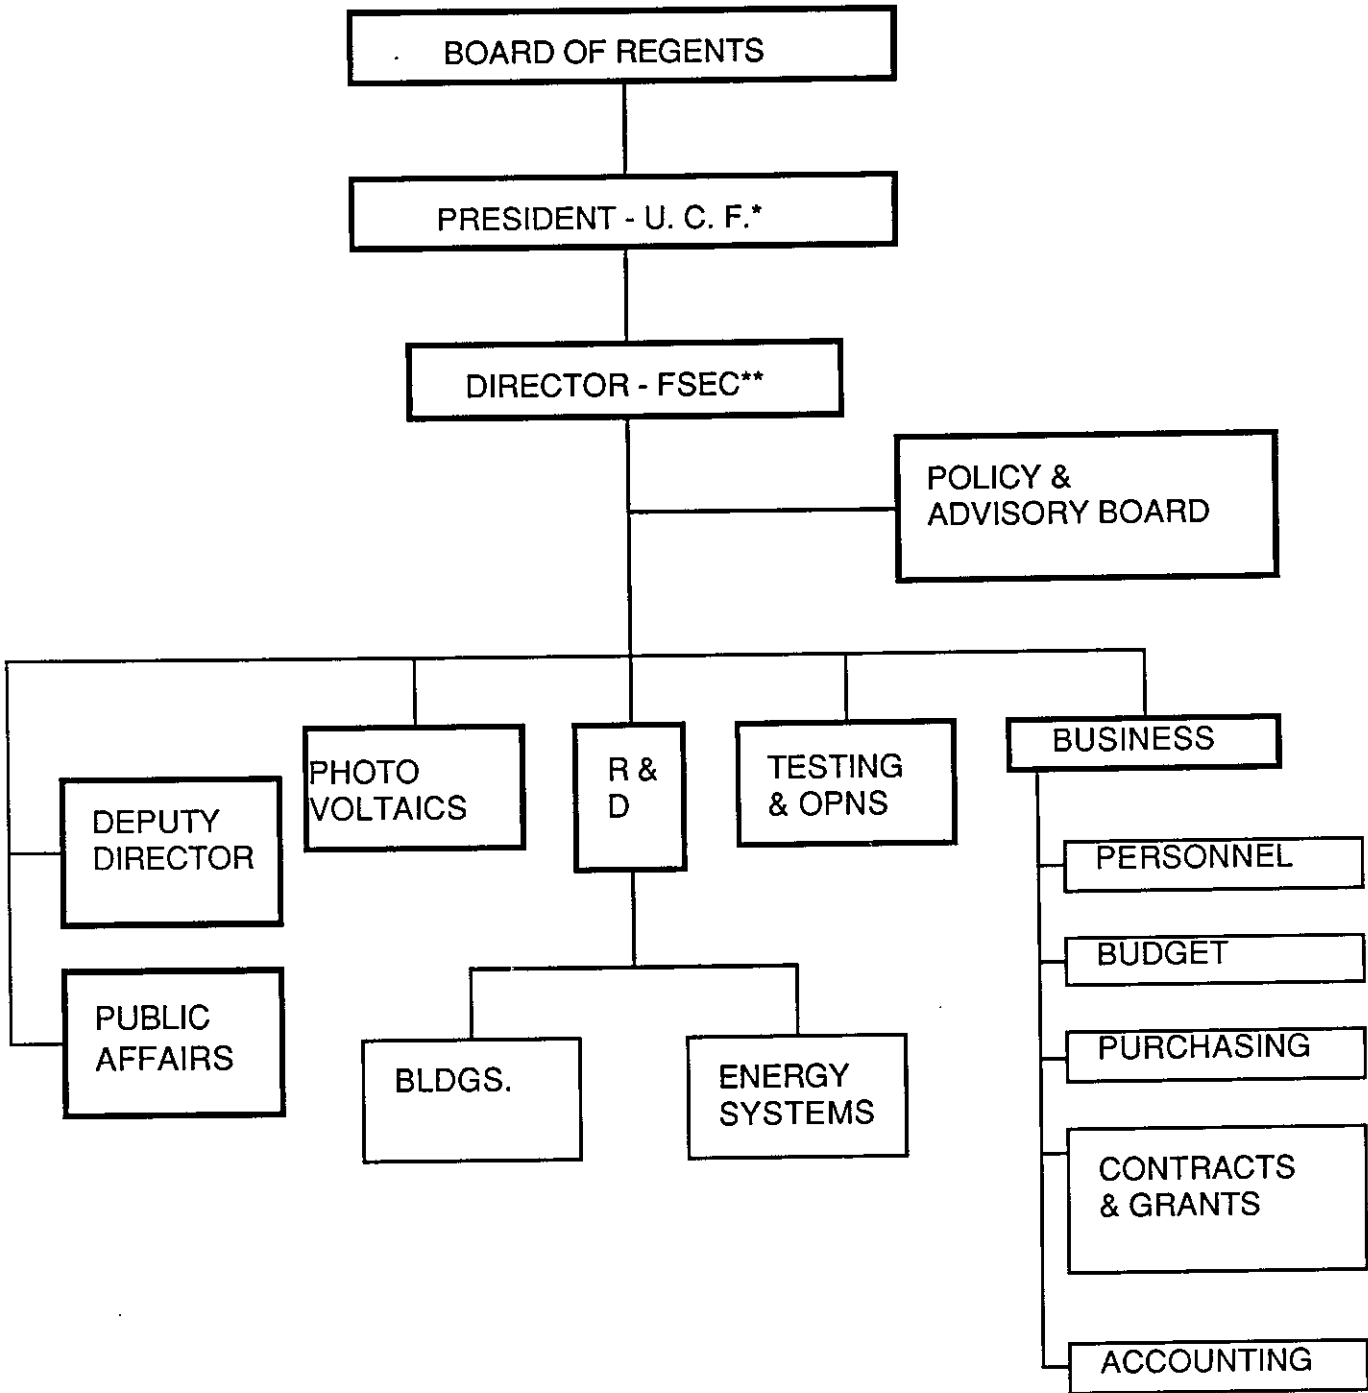 BOARD OF REGENTS
PRESIDENT - U. C. F.*
DIRECTOR - FSEC**
POLICY &
ADVISORY BOARD
DEPUTY
DIRECTOR
PUBLIC
AFFAIRS
PHOTO
VOLTAICS
R &
D
BLDGS.
ENERGY
SYSTEMS
TESTING
& OPNS
BUSINESS
PERSONNEL
BUDGET
PURCHASING
CONTRACTS
& GRANTS
ACCOUNTING